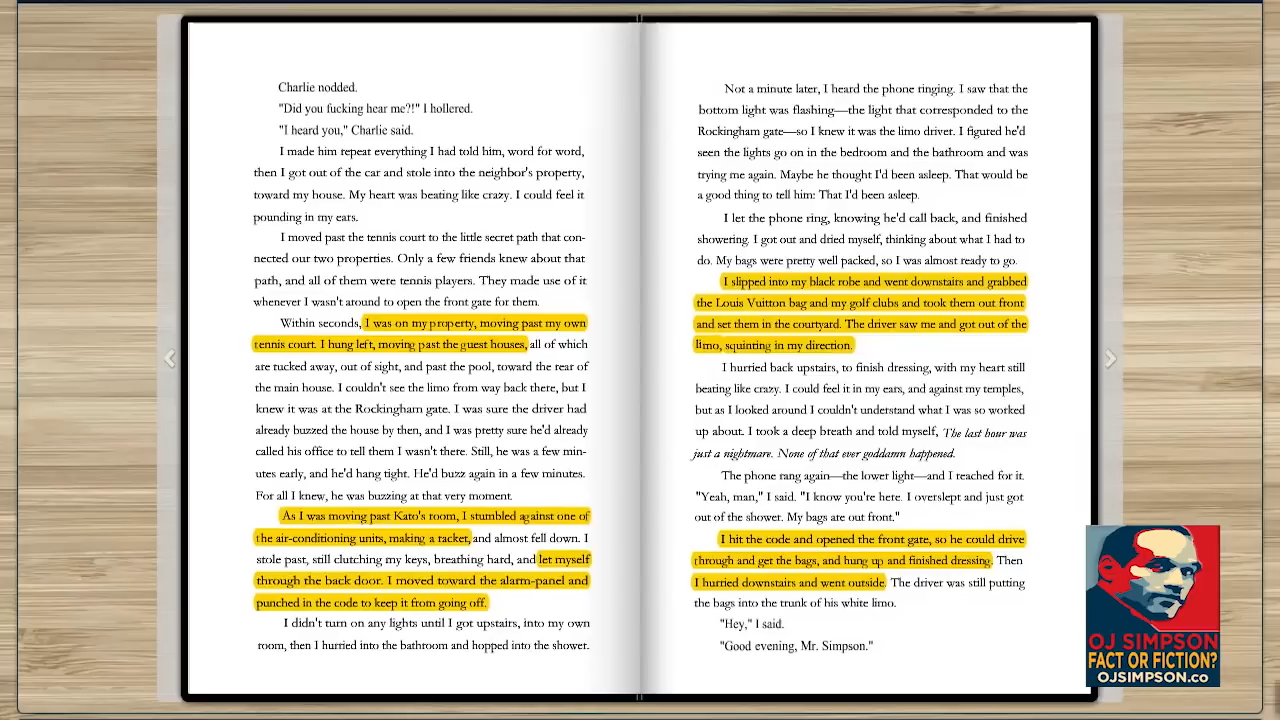 Charlie nodded.
"Did you fucking hear me?!" I hollered.
"I heard you," Charlie said.
I made him repeat everything I had told him, word for word,
then I got out of the car and stole into the neighbor's property,
toward my house. My heart was beating like crazy. I could feel it
pounding in my ears.
I moved past the tennis court to the little secret path that con-
nected our two properties. Only a few friends knew about that
path, and all of them were tennis players. They made use of it
whenever I wasn't around to open the front gate for them.
Within seconds, I was on my property, moving past my own
tennis court. I hung left, moving past the guest houses, all of which
are tucked away, out of sight, and past the pool, toward the rear of
the main house. I couldn't see the limo from way back there, but I
knew it was at the Rockingham gate. I was sure the driver had
already buzzed the house by then, and I was pretty sure he'd already
called his office to tell them I wasn't there. Still, he was a few min-
utes early, and he'd hang tight. He'd buzz again in a few minutes.
For all I knew, he was buzzing at that very moment.
As I was moving past Kato's room, I stumbled against one of
the air-conditioning units, making a racket, and almost fell down. I
stole past, still clutching my keys, breathing hard, and let myself
through the back door. I moved toward the alarm-panel and
punched in the code to keep it from going off.
I didn't turn on any lights until I got upstairs, into my own
room, then I hurried into the bathroom and hopped into the shower.
Not a minute later, I heard the phone ringing. I saw that the
bottom light was flashing—the light that corresponded to the
Rockingham gate—so I knew it was the limo driver. I figured he'd
seen the lights go on in the bedroom and the bathroom and was
trying me again. Maybe he thought I'd been asleep. That would be
a good thing to tell him: That I'd been asleep.
I let the phone ring, knowing he'd call back, and finished
showering. I got out and dried myself, thinking about what I had to
do. My bags were pretty well packed, so I was almost ready to go.
I slipped into my black robe and went downstairs and grabbed
the Louis Vuitton bag and my golf clubs and took them out front
and set them in the courtyard. The driver saw me and got out of the
limo, squinting in my direction.
I hurried back upstairs, to finish dressing, with my heart still
beating like crazy. I could feel it in my ears, and against my temples,
but as I looked around I couldn't understand what I was so worked
up about. I took a deep breath and told myself, The last hour was
just a nightmare. None of that ever goddamn happened.
The phone rang again—the lower light—and I reached for it.
"Yeah, man," I said. "I know you're here. I overslept and just got
out of the shower. My bags are out front."
I hit the code and opened the front gate, so he could drive
through and get the bags, and hung up and finished dressing. Then
I hurried downstairs and went outside. The driver was still putting
the bags into the trunk of his white limo.
"Hey," I said.
"Good evening, Mr. Simpson."
OJ SIMPSON
FACT OR FICTION?
OJSIMPSON.co